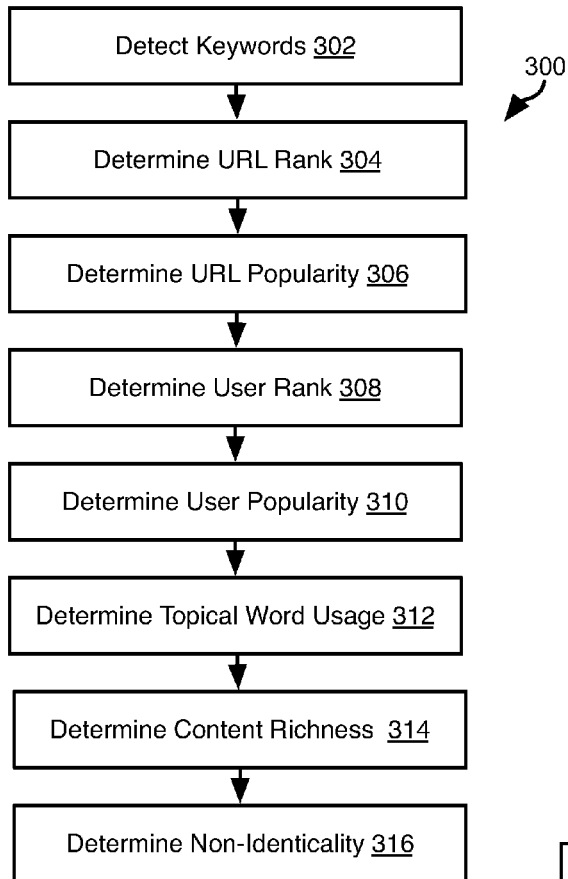 Detect Keywords 302
300
Determine URL Rank 304
Determine URL Popularity 306
Determine User Rank 308
Determine User Popularity 310
Determine Topical Word Usage 312
Determine Content Richness 314
Determine Non-Identicality 316